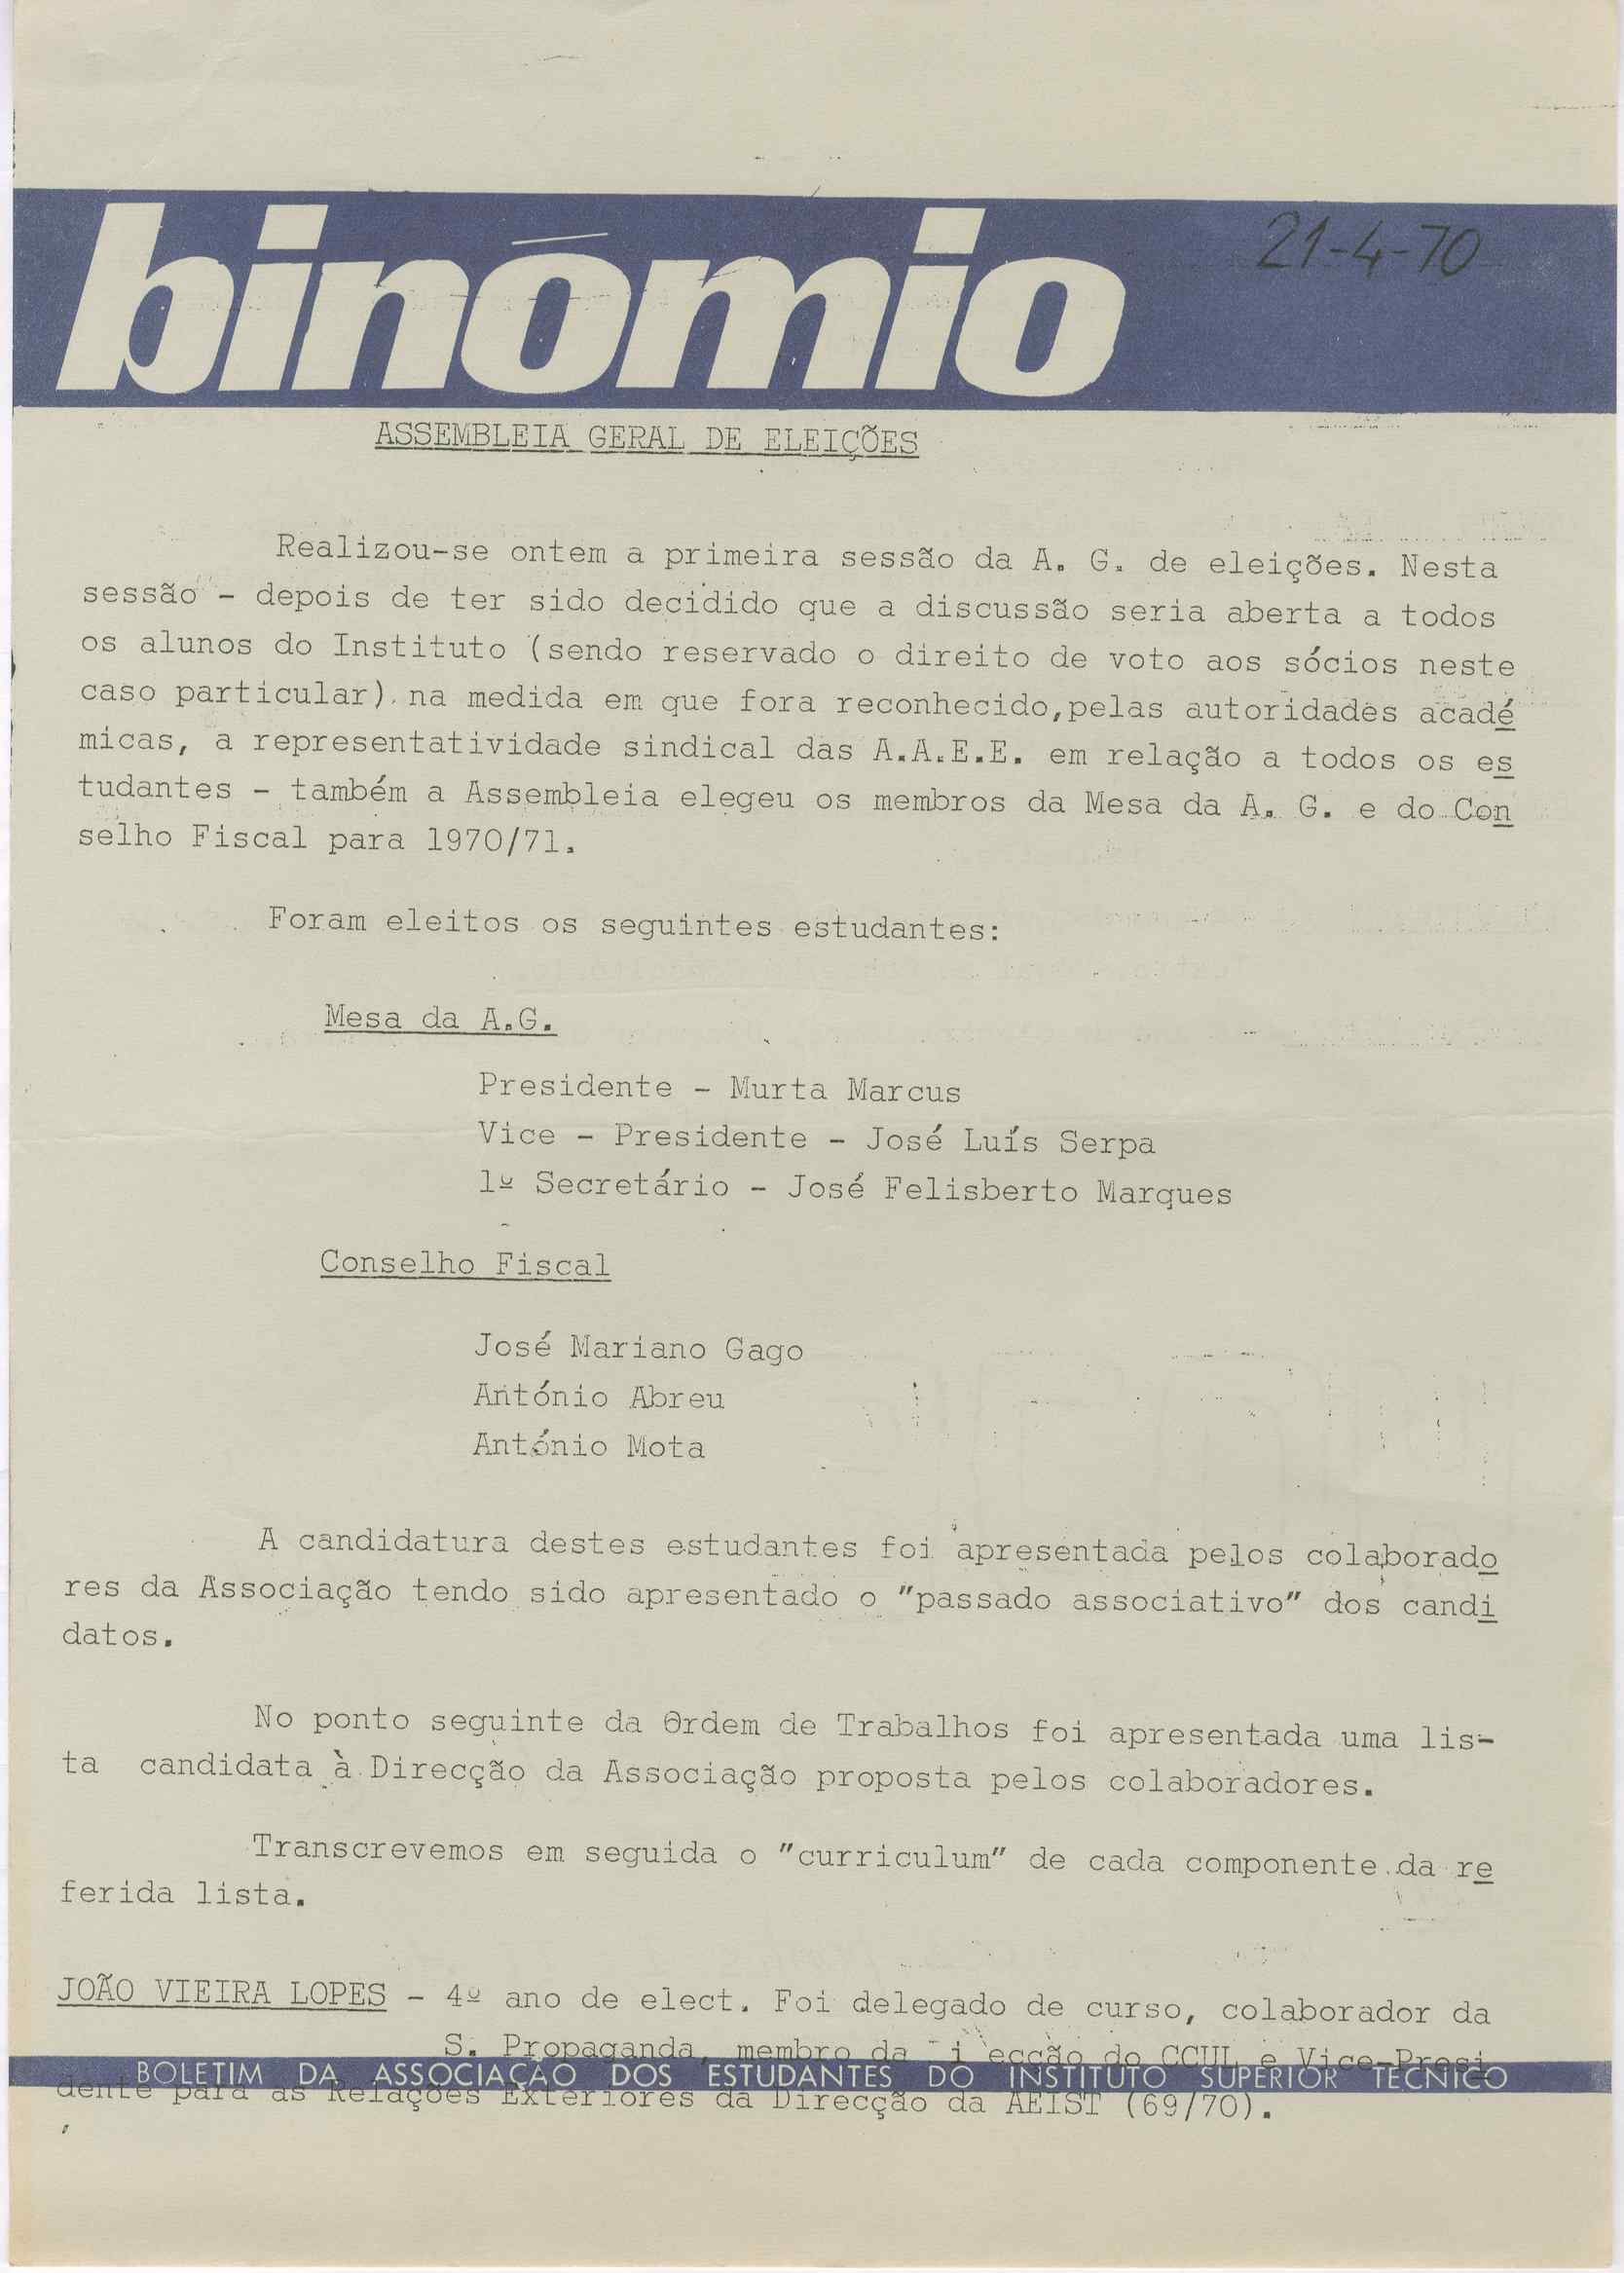 binómio
21-4-70
ASSEMBLEIA GERAL DE ELEIÇÕES
Realizou-se ontem a primeira sessão da A. G. de eleições. Nesta
sessão - depois de ter sido decidido que a discussão seria aberta a todos
os alunos do Instituto (sendo reservado o direito de voto aos sócios neste
caso particular) na medida em que fora reconhecido,pelas autoridades acadé
micas, a representatividade sindical das A.A.E.E. em relação a todos os es
tudantes - também a Assembleia elegeu os membros da Mesa da A. G. e do Con
selho Fiscal para 1970/71.
Foram eleitos os seguintes estudantes:
Mesa da A.G.
Presidente - Murta Marcus
Vice - Presidente - José Luís Serpa
1º Secretário - José Felisberto Marques
Conselho Fiscal
José Mariano Gago
António Abreu
António Mota
A candidatura destes estudantes foi apresentada pelos colaborado
res da Associação tendo sido apresentado o "passado associativo" dos candi
datos.
No ponto seguinte da Ordem de Trabalhos foi apresentada uma lis-
ta candidata à Direcção da Associação proposta pelos colaboradores.
Transcrevemos em seguida o "curriculum" de cada componente da re
ferida lista.
JOÃO VIEIRA LOPES - 4º ano de elect. Foi delegado de curso, colaborador da
S. Propaganda, membro da i ecção do CCUL e Vice-Presi
BOLETIM DA ASSOCIAÇÃO DOS ESTUDANTES DO INSTITUTO SUPERIOR TÉCNICO
dente para as Relações Exteriores da Direcção da AEIST (69/70).